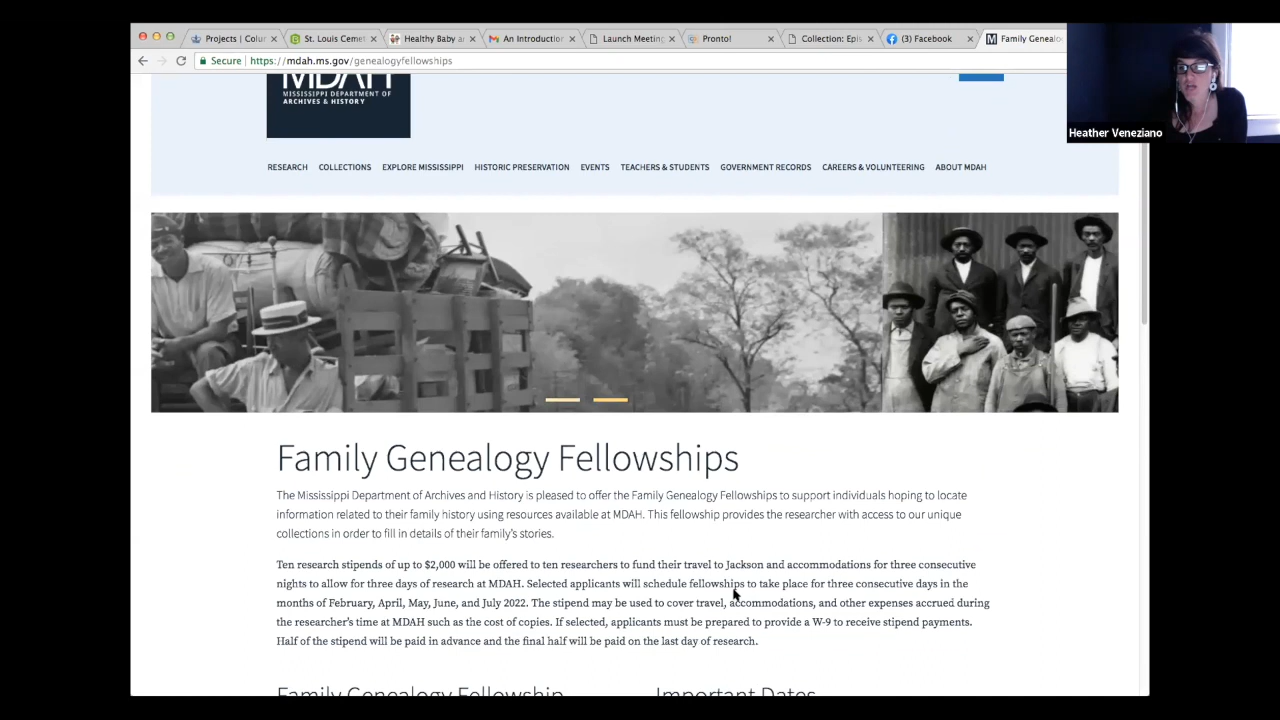 Projects | Colu
St. Louis Cemet
Healthy Baby a
An Introduction
Launch Meeting
Pronto!
Collection: Epis
(3) Facebook
Family Genealo
Secure
https://mdah.ms.gov/genealogyfellowships
Heather Veneziano
MDAH
MISSISSIPPI DEPARTMENT OF
ARCHIVES & HISTORY
RESEARCH
COLLECTIONS
EXPLORE MISSISSIPPI
HISTORIC PRESERVATION
EVENTS
TEACHERS & STUDENTS
GOVERNMENT RECORDS
CAREERS & VOLUNTEERING
ABOUT MDAH
Family Genealogy Fellowships
The Mississippi Department of Archives and History is pleased to offer the Family Genealogy Fellowships to support individuals hoping to locate
information related to their family history using resources available at MDAH. This fellowship provides the researcher with access to our unique
collections in order to fill in details of their family's stories.
Ten research stipends of up to $2,000 will be offered to ten researchers to fund their travel to Jackson and accommodations for three consecutive
nights to allow for three days of research at MDAH. Selected applicants will schedule fellowships to take place for three consecutive days in the
months of February, April, May, June, and July 2022. The stipend may be used to cover travel, accommodations, and other expenses accrued during
the researcher's time at MDAH such as the cost of copies. If selected, applicants must be prepared to provide a W-9 to receive stipend payments.
Half of the stipend will be paid in advance and the final half will be paid on the last day of research.
Family Genealogy Fellowship
Important Dates